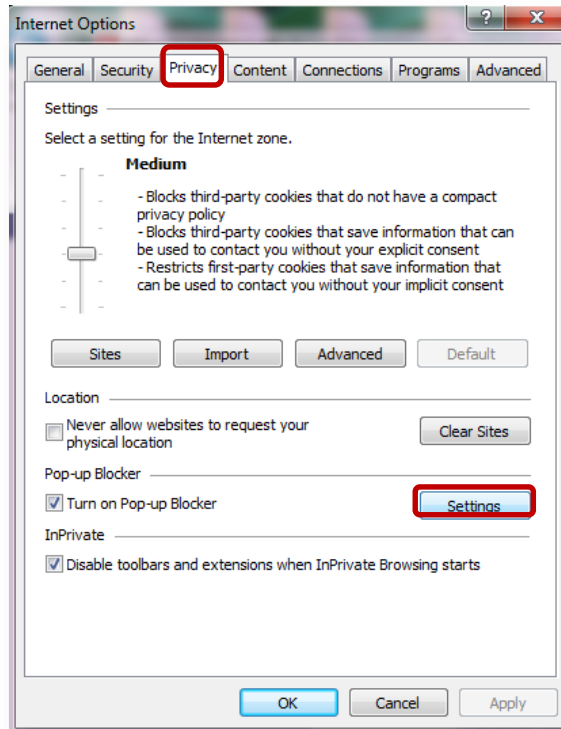 Internet Options
?
X
General Security Privacy Content Connections Programs Advanced
Settings
Select a setting for the Internet zone.
Medium
- Blocks third-party cookies that do not have a compact
privacy policy
- Blocks third-party cookies that save information that can
be used to contact you without your explicit consent
- Restricts first-party cookies that save information that
can be used to contact you without your implicit consent
Sites Import Advanced Default
Location
Never allow websites to request your
physical location
Clear Sites
Pop-up Blocker
Turn on Pop-up Blocker Settings
InPrivate
Disable toolbars and extensions when InPrivate Browsing starts
OK Cancel Apply